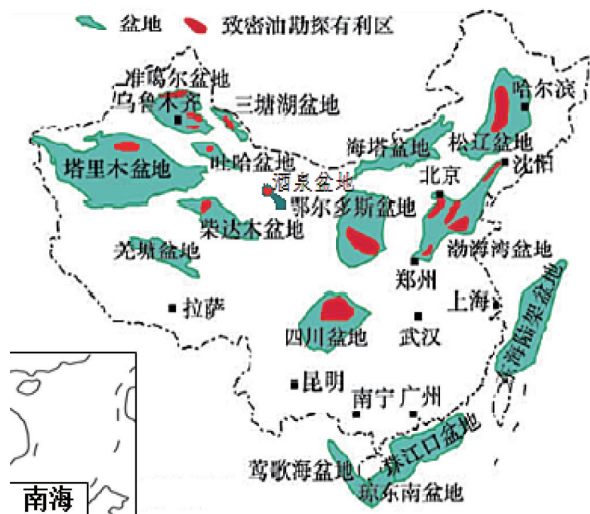 盆地
致密油勘探有利区
准噶尔盆地
乌鲁木齐
三塘湖盆地
哈尔滨
海塔盆地
松辽盆地
塔里木盆地
吐哈盆地
沈阳
酒泉盆地
北京
鄂尔多斯盆地
柴达木盆地
羌塘盆地
渤海湾盆地
郑州
拉萨
上海
东海陆架盆地
四川盆地
武汉
昆明
南宁
广州
莺歌海盆地
珠江口盆地
琼东南盆地
南海